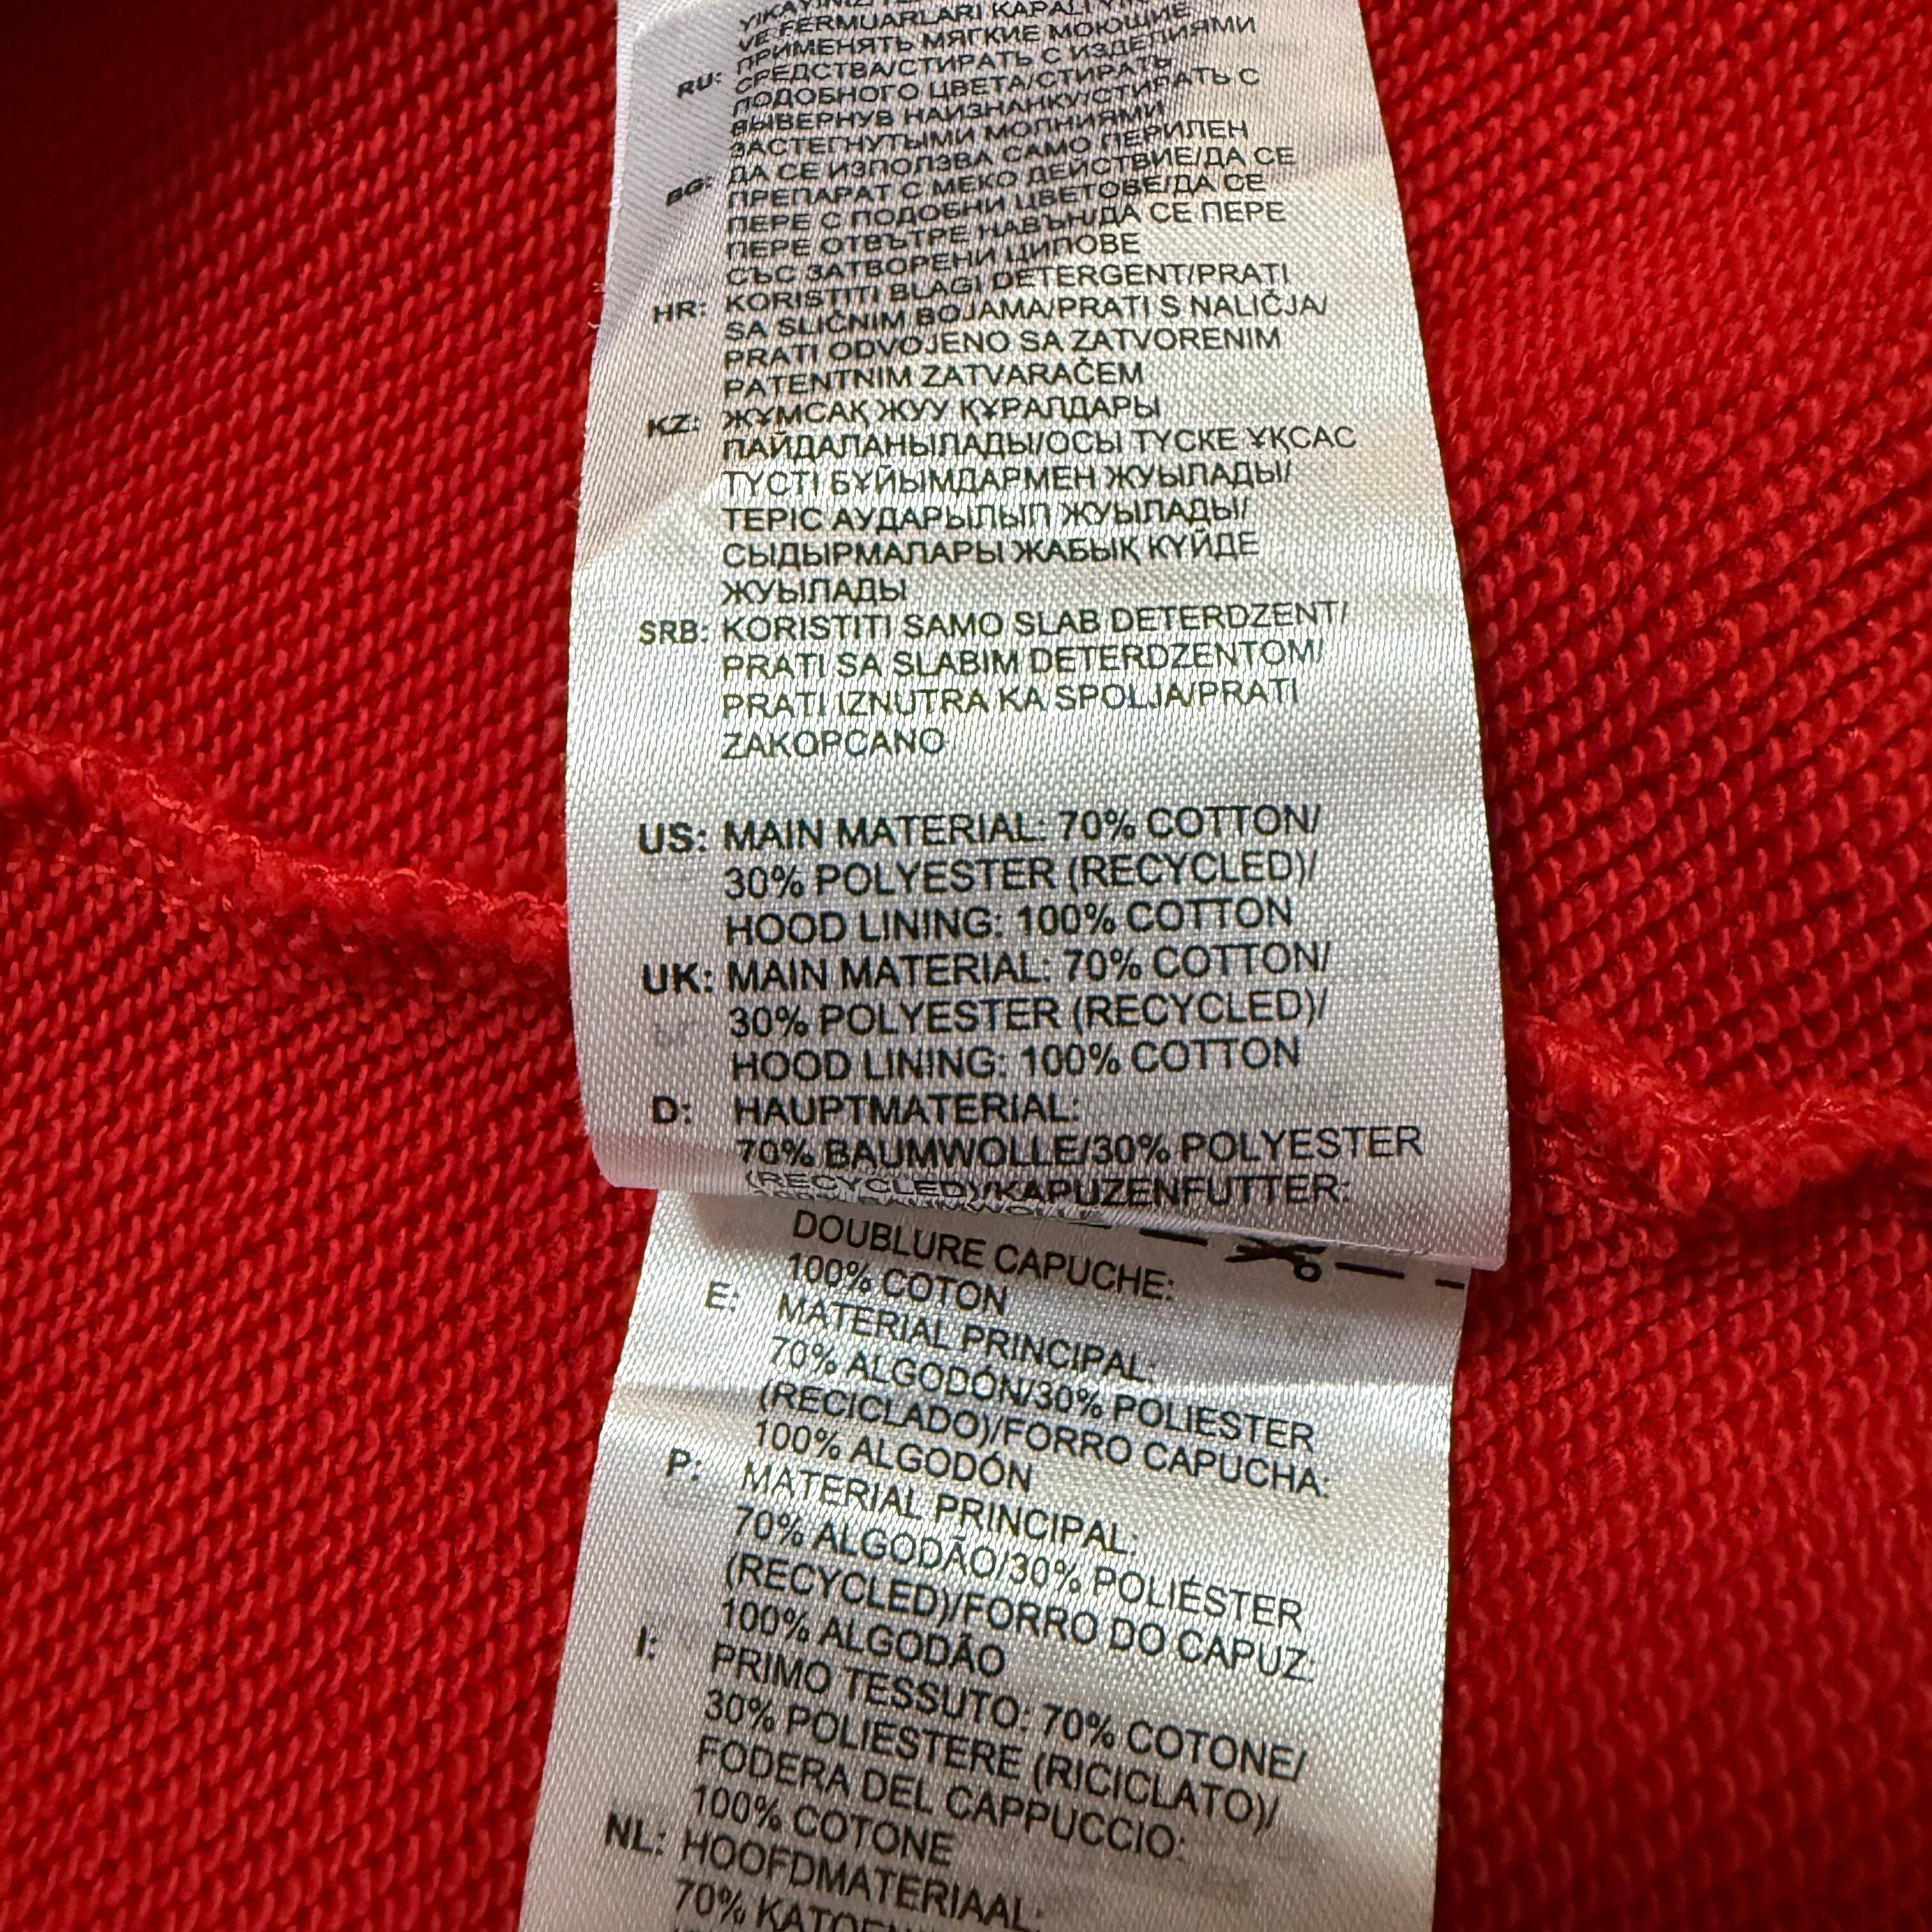 VE FERMUARLARI KAPALI
RU: ПРИМЕНЯТЬ МЯГКИЕ МОЮЩИЕ
СРЕДСТВА/СТИРАТЬ С ИЗДЕЛИЯМИ
ПОДОБНОГО ЦВЕТА/СТИРАТЬ
ВЫВЕРНУВ НАИЗНАНКУ/СТИРАТЬ С
ЗАСТЕГНУТЫМИ МОЛНИЯМИ
BG: ДА СЕ ИЗПОЛЗВА САМО ПЕРИЛЕН
ПРЕПАРАТ С МЕКО ДЕЙСТВИЕ/ДА СЕ
ПЕРЕ С ПОДОБНИ ЦВЕТОВЕ/ДА СЕ
ПЕРЕ ОТВЪТРЕ НАВЪН/ДА СЕ ПЕРЕ
СЪС ЗАТВОРЕНИ ЦИПОВЕ
HR: KORISTITI BLAGI DETERGENT/PRATI
SA SLIČNIM BOJAMA/PRATI S NALIČJA/
PRATI ODVOJENO SA ZATVORENIM
PATENTNIM ZATVARAČEM
KZ: ЖҰМСАҚ ЖУУ ҚҰРАЛДАРЫ
ПАЙДАЛАНЫЛАДЫ/ОСЫ ТҮСКЕ ҰҚСАС
ТҮСТІ БҰЙЫМДАРМЕН ЖУЫЛАДЫ/
ТЕРІС АУДАРЫЛЫП ЖУЫЛАДЫ/
СЫДЫРМАЛАРЫ ЖАБЫҚ КҮЙДЕ
ЖУЫЛАДЫ
SRB: KORISTITI SAMO SLAB DETERDZENT/
PRATI SA SLABIM DETERDZENTOM/
PRATI IZNUTRA KA SPOLJA/PRATI
ZAKOPCANO
US: MAIN MATERIAL: 70% COTTON/
30% POLYESTER (RECYCLED)/
HOOD LINING: 100% COTTON
UK: MAIN MATERIAL: 70% COTTON/
30% POLYESTER (RECYCLED)/
HOOD LINING: 100% COTTON
D: HAUPTMATERIAL:
70% BAUMWOLLE/30% POLYESTER
(RECYCLED)/KAPUZENFUTTER:
DOUBLURE CAPUCHE:
100% COTON
E: MATERIAL PRINCIPAL:
70% ALGODÓN/30% POLIESTER
(RECICLADO)/FORRO CAPUCHA:
100% ALGODÓN
P: MATERIAL PRINCIPAL:
70% ALGODÃO/30% POLIÉSTER
(RECYCLED)/FORRO DO CAPUZ:
100% ALGODÃO
I: PRIMO TESSUTO: 70% COTONE/
30% POLIESTERE (RICICLATO)/
FODERA DEL CAPPUCCIO:
100% COTONE
NL: HOOFDMATERIAAL:
70%